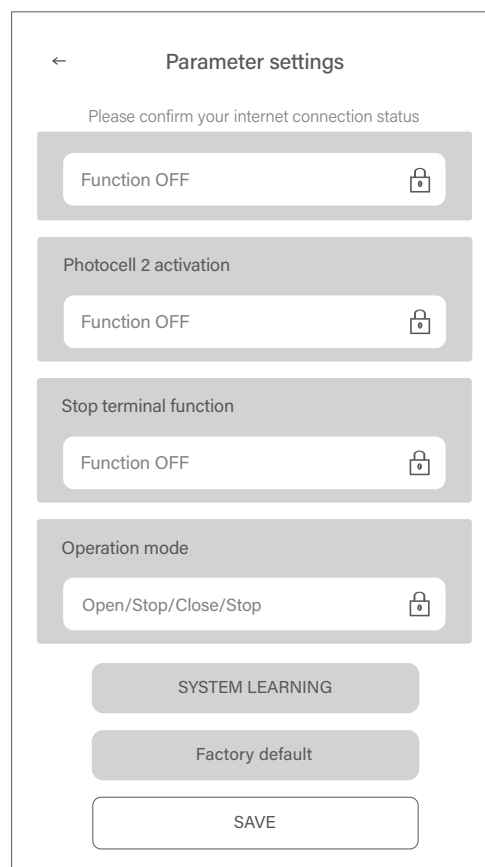 Parameter settings
Please confirm your internet connection status
Function OFF
Photocell 2 activation
Function OFF
Stop terminal function
Function OFF
Operation mode
Open/Stop/Close/Stop
SYSTEM LEARNING
Factory default
SAVE